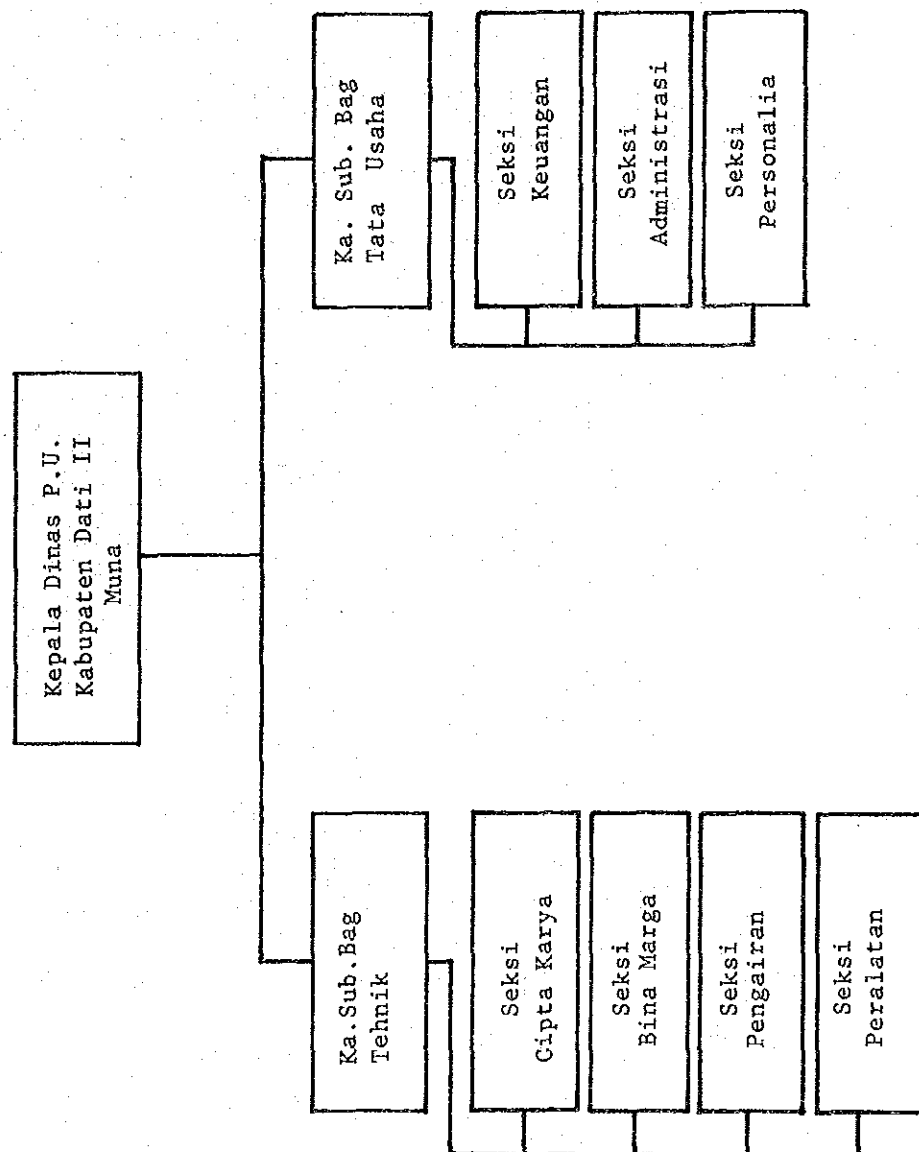 Kepala Dinas P.U.
Kabupaten Dati II
Muna
Ka.Sub.Bag
Tehnik
Seksi
Cipta Karya
Seksi
Bina Marga
Seksi
Pengairan
Seksi
Peralatan
Ka. Sub. Bag
Tata Usaha
Seksi
Keuangan
Seksi
Administrasi
Seksi
Personalia